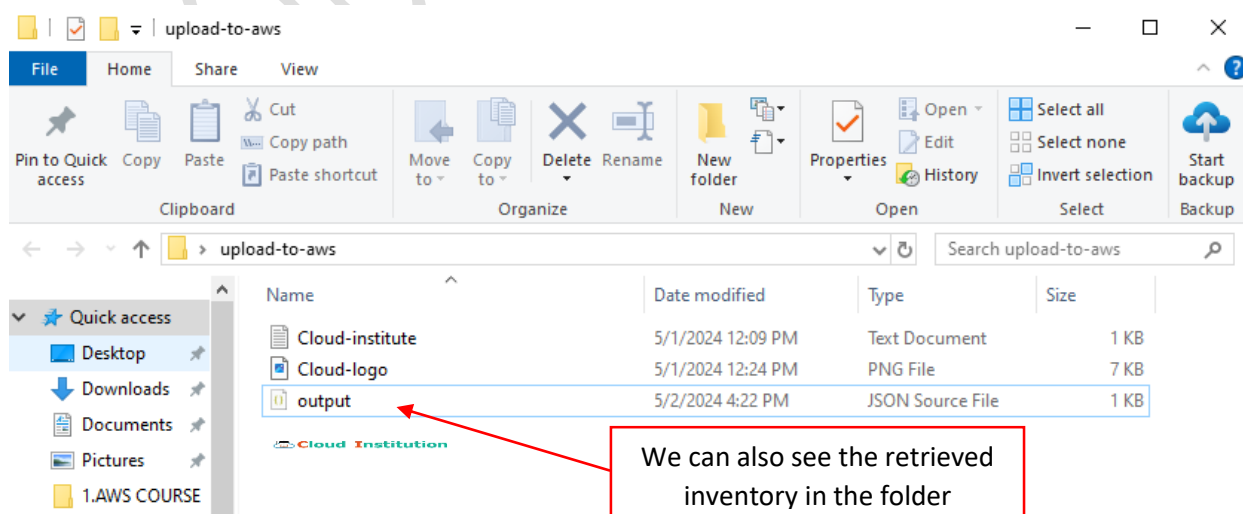 upload-to-aws
File Home Share View
Pin to Quick access
Copy
Paste
Cut
Copy path
Paste shortcut
Clipboard
Move to
Copy to
Delete
Rename
Organize
New folder
New
Properties
Open
Edit
History
Open
Select all
Select none
Invert selection
Select
Start backup
Backup
upload-to-aws
Search upload-to-aws
Name Date modified Type Size
Quick access
Desktop
Downloads
Documents
Pictures
1.AWS COURSE
Cloud-institute 5/1/2024 12:09 PM Text Document 1 KB
Cloud-logo 5/1/2024 12:24 PM PNG File 7 KB
output 5/2/2024 4:22 PM JSON Source File 1 KB
Cloud Institution
We can also see the retrieved
inventory in the folder